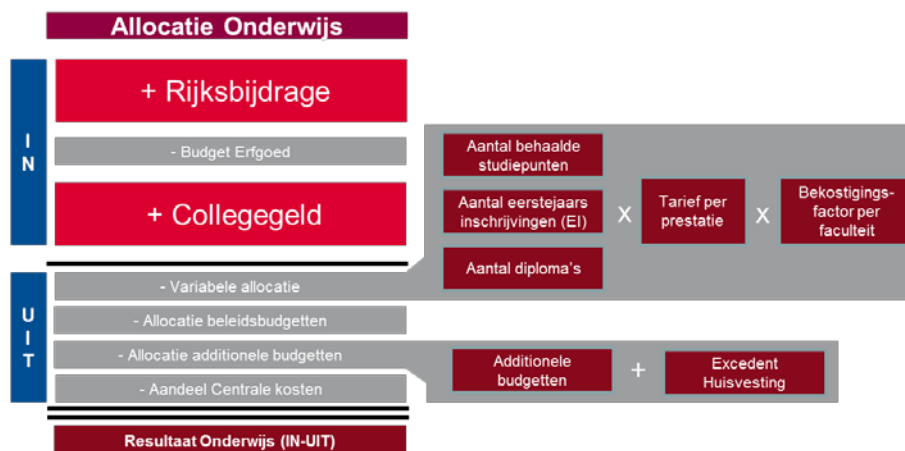 Allocatie Onderwijs
I
N
+ Rijksbijdrage
- Budget Erfgoed
+ Collegegeld
U
I
T
- Variabele allocatie
- Allocatie beleidsbudgetten
- Allocatie additionele budgetten
- Aandeel Centrale kosten
Resultaat Onderwijs (IN-UIT)
Aantal behaalde
studiepunten
Aantal eerstejaars
inschrijvingen (EI)
Aantal diploma's
X
Tarief per
prestatie
X
Bekostigings-
factor per
faculteit
Additionele
budgetten
+
Excedent
Huisvesting